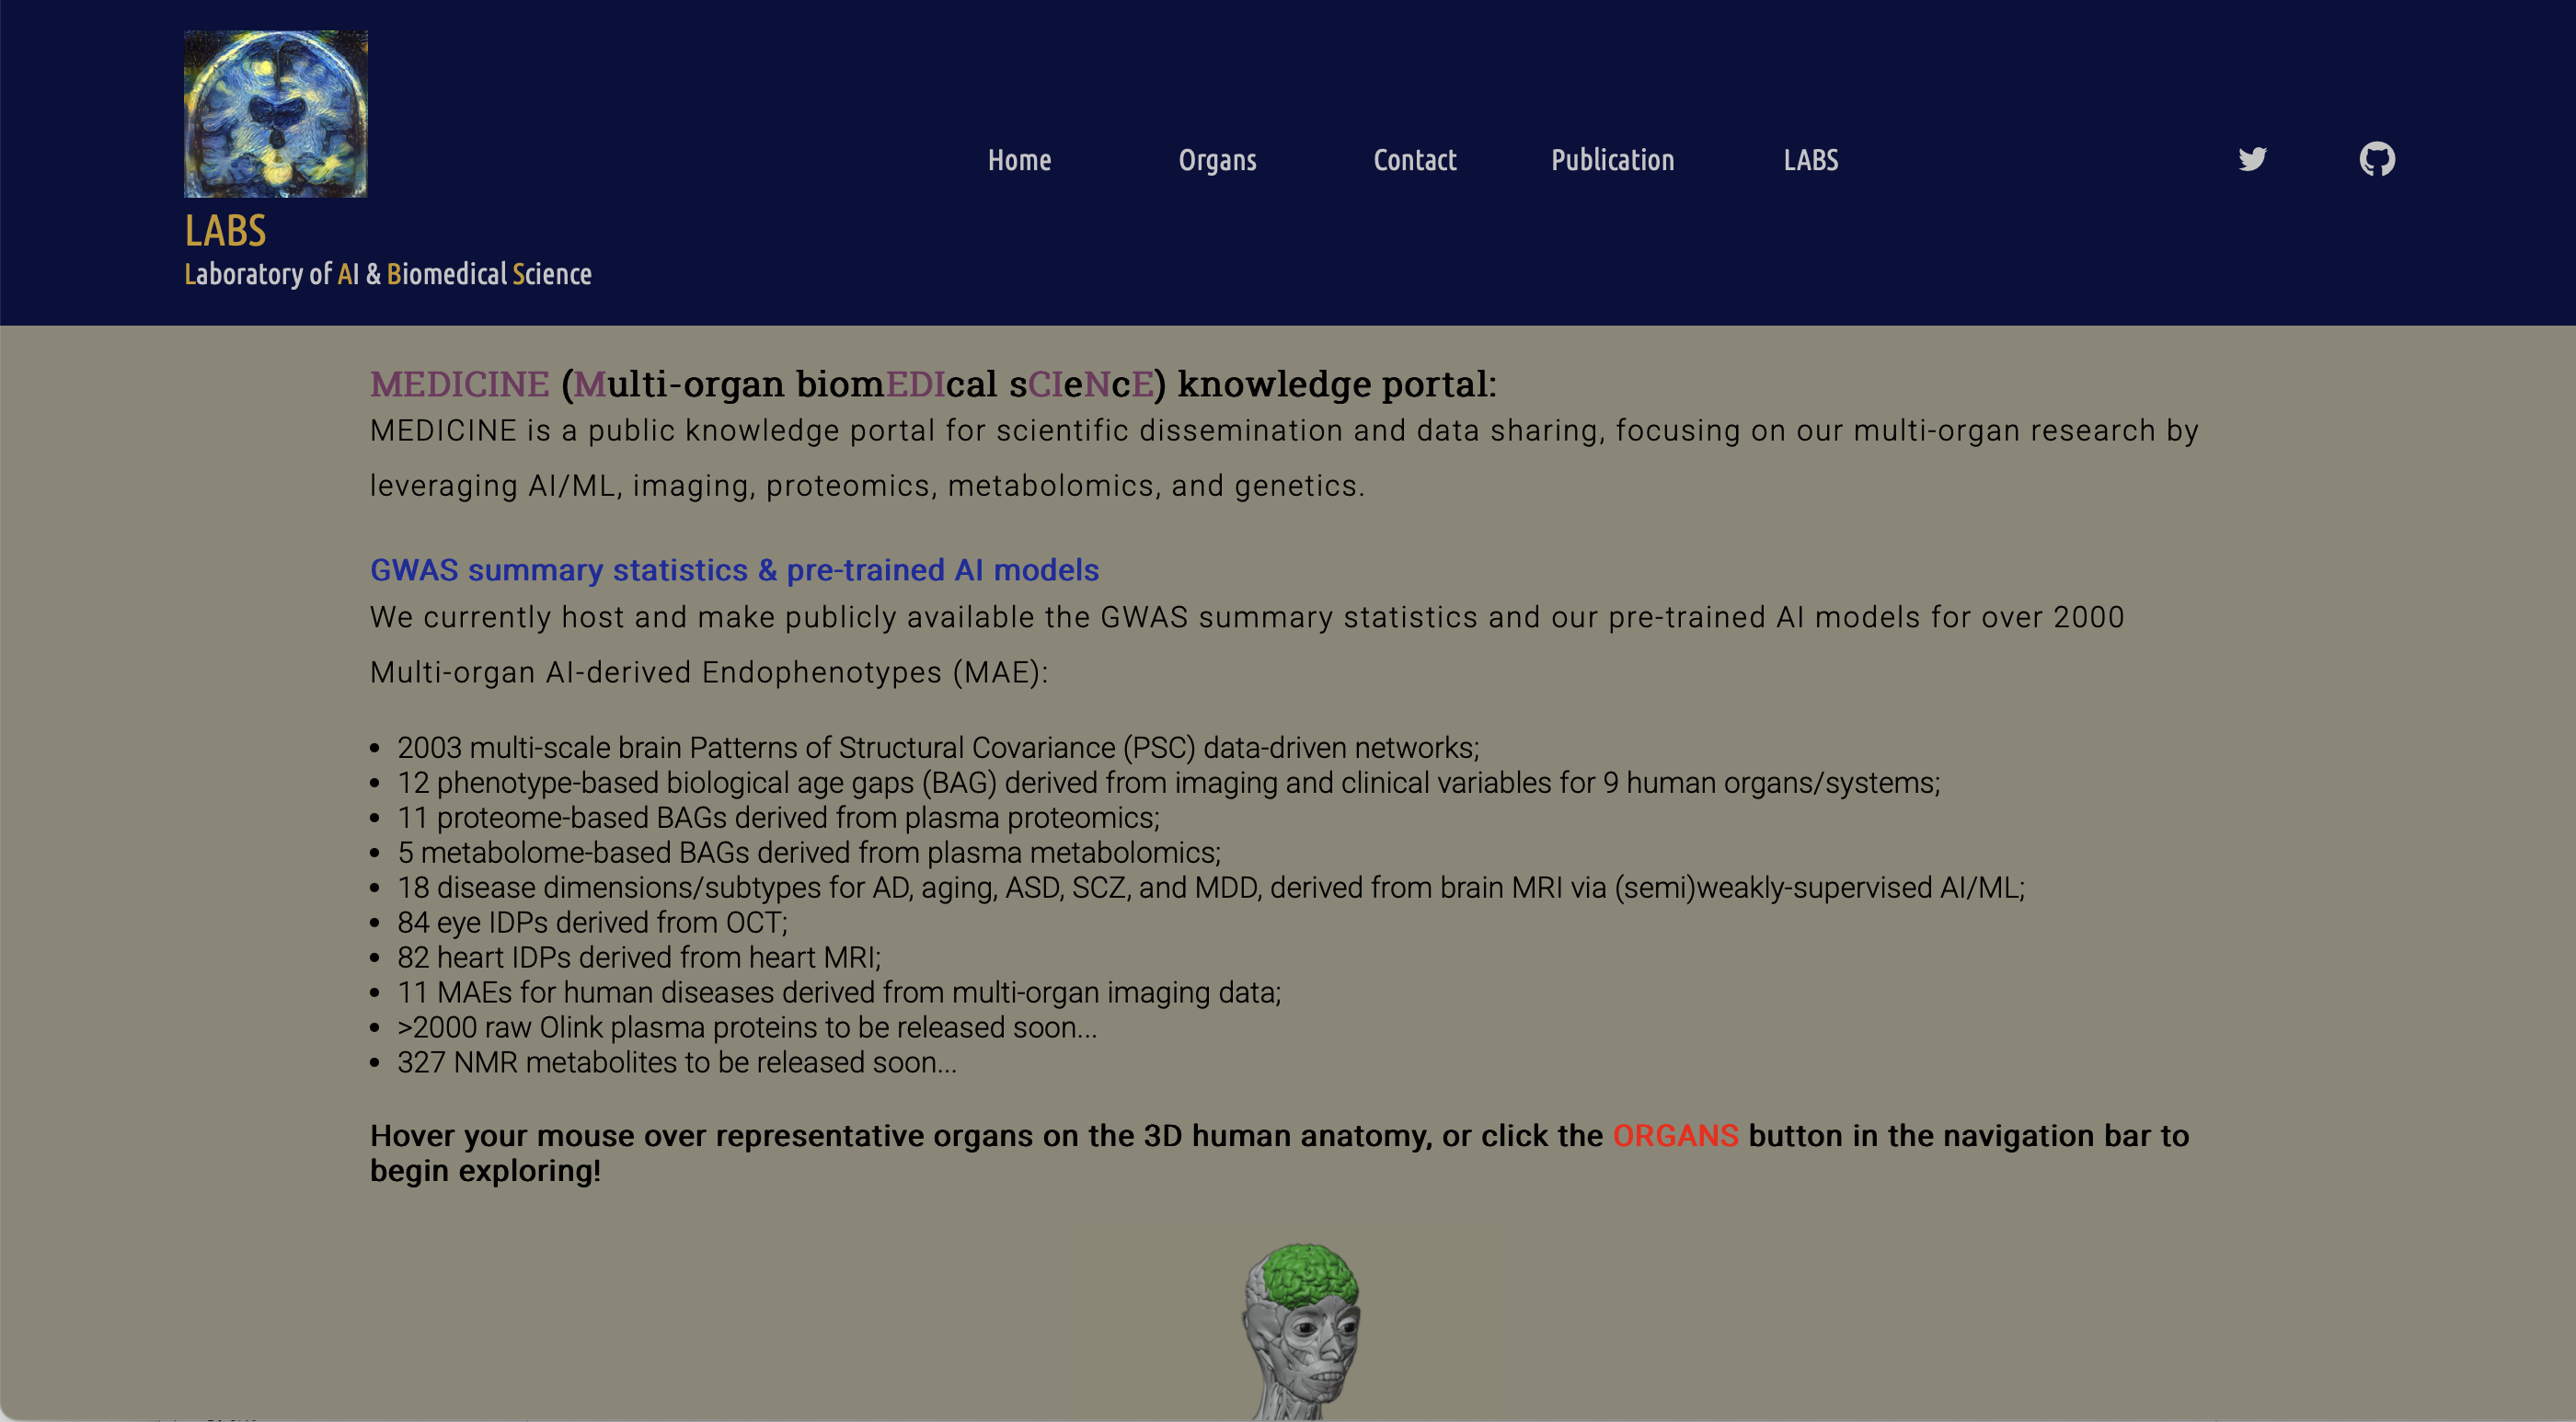 LABS
Laboratory of AI & Biomedical Science
Home Organs Contact Publication LABS
MEDICINE (Multi-organ biomEDIcal sCIeNcE) knowledge portal:
MEDICINE is a public knowledge portal for scientific dissemination and data sharing, focusing on our multi-organ research by
leveraging AI/ML, imaging, proteomics, metabolomics, and genetics.
GWAS summary statistics & pre-trained AI models
We currently host and make publicly available the GWAS summary statistics and our pre-trained AI models for over 2000
Multi-organ AI-derived Endophenotypes (MAE):
• 2003 multi-scale brain Patterns of Structural Covariance (PSC) data-driven networks;
• 12 phenotype-based biological age gaps (BAG) derived from imaging and clinical variables for 9 human organs/systems;
• 11 proteome-based BAGs derived from plasma proteomics;
• 5 metabolome-based BAGs derived from plasma metabolomics;
• 18 disease dimensions/subtypes for AD, aging, ASD, SCZ, and MDD, derived from brain MRI via (semi)weakly-supervised AI/ML;
• 84 eye IDPs derived from OCT;
• 82 heart IDPs derived from heart MRI;
• 11 MAEs for human diseases derived from multi-organ imaging data;
• >2000 raw Olink plasma proteins to be released soon...
• 327 NMR metabolites to be released soon...
Hover your mouse over representative organs on the 3D human anatomy, or click the ORGANS button in the navigation bar to
begin exploring!